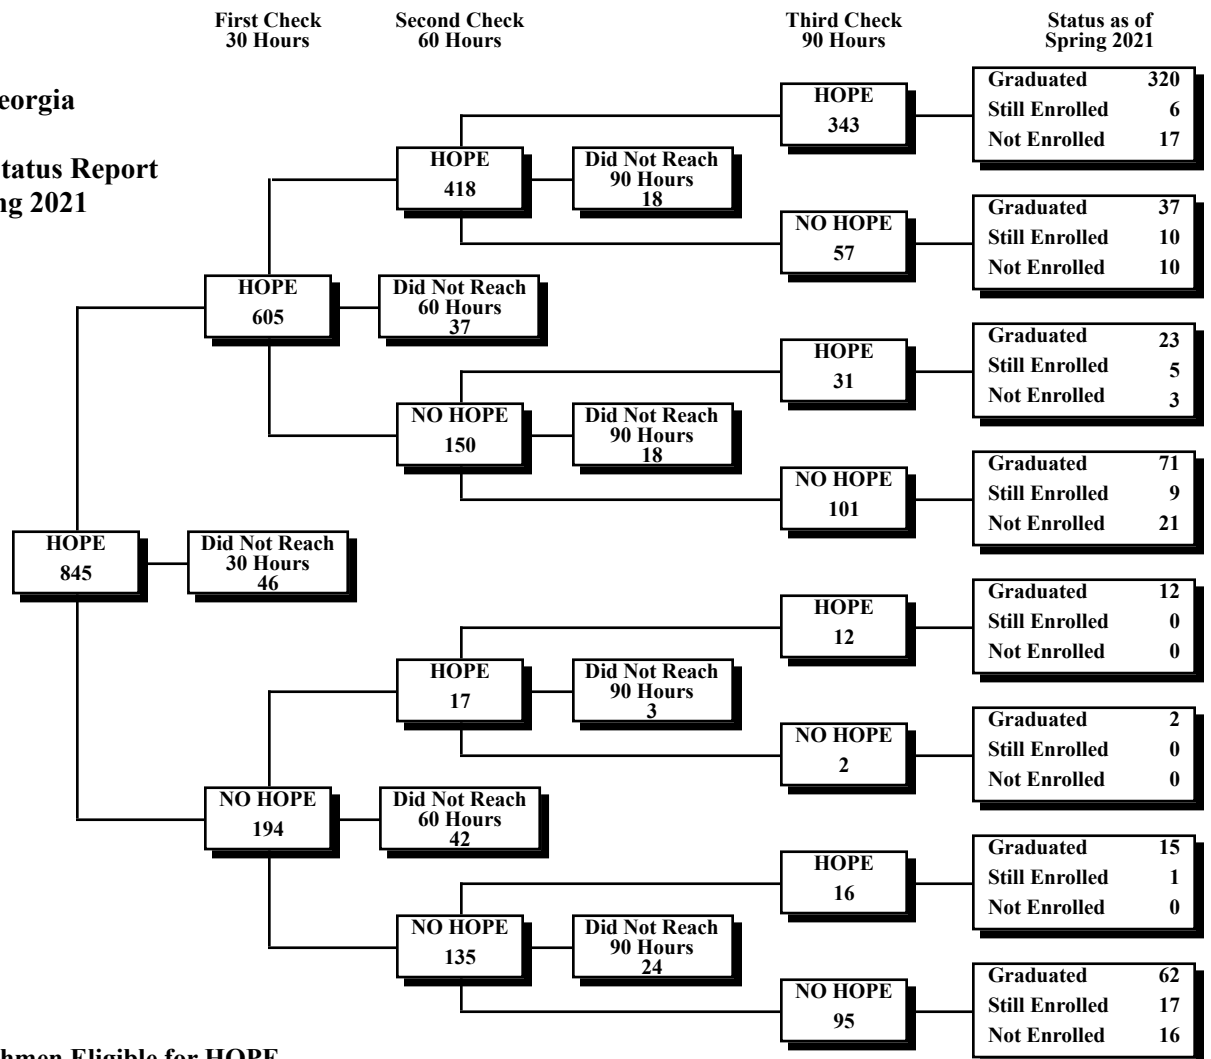 First Check
30 Hours
Second Check
60 Hours
Third Check
90 Hours
Status as of
Spring 2021
eorgia
tatus Report
ng 2021
HOPE
845
Did Not Reach
30 Hours
46
HOPE
605
Did Not Reach
60 Hours
37
NO HOPE
194
Did Not Reach
60 Hours
42
HOPE
418
Did Not Reach
90 Hours
18
NO HOPE
150
Did Not Reach
90 Hours
18
HOPE
17
Did Not Reach
90 Hours
3
NO HOPE
135
Did Not Reach
90 Hours
24
HOPE
343
Graduated 320
Still Enrolled 6
Not Enrolled 17
NO HOPE
57
Graduated 37
Still Enrolled 10
Not Enrolled 10
HOPE
31
Graduated 23
Still Enrolled 5
Not Enrolled 3
NO HOPE
101
Graduated 71
Still Enrolled 9
Not Enrolled 21
HOPE
12
Graduated 12
Still Enrolled 0
Not Enrolled 0
NO HOPE
2
Graduated 2
Still Enrolled 0
Not Enrolled 0
HOPE
16
Graduated 15
Still Enrolled 1
Not Enrolled 0
NO HOPE
95
Graduated 62
Still Enrolled 17
Not Enrolled 16
hmen Eligible for HOPE